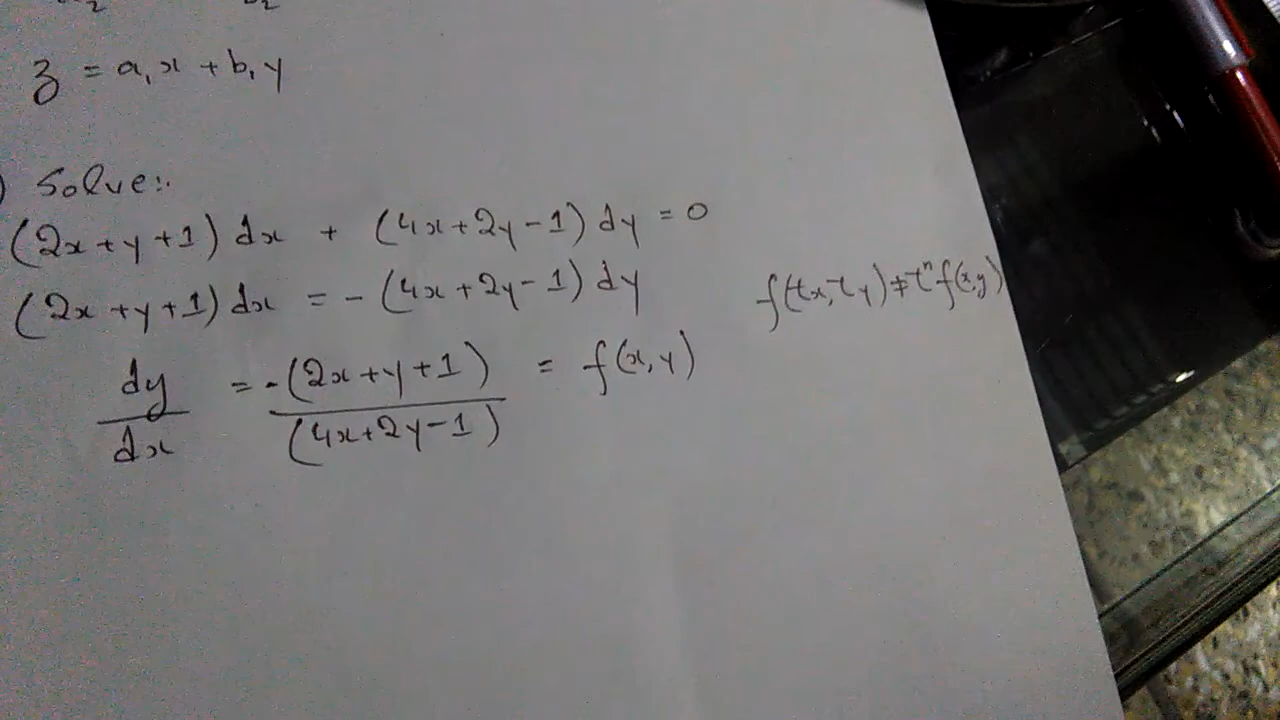 z = a₁x + b₁y
) Solve:.
(2x+y+1) dx + (4x+2y-1) dy = 0
(2x+y+1) dx = - (4x+2y-1) dy
f(tx,ty) ≠ tⁿf(x,y)
dy/dx = -(2x+y+1)/(4x+2y-1) = f(x,y)